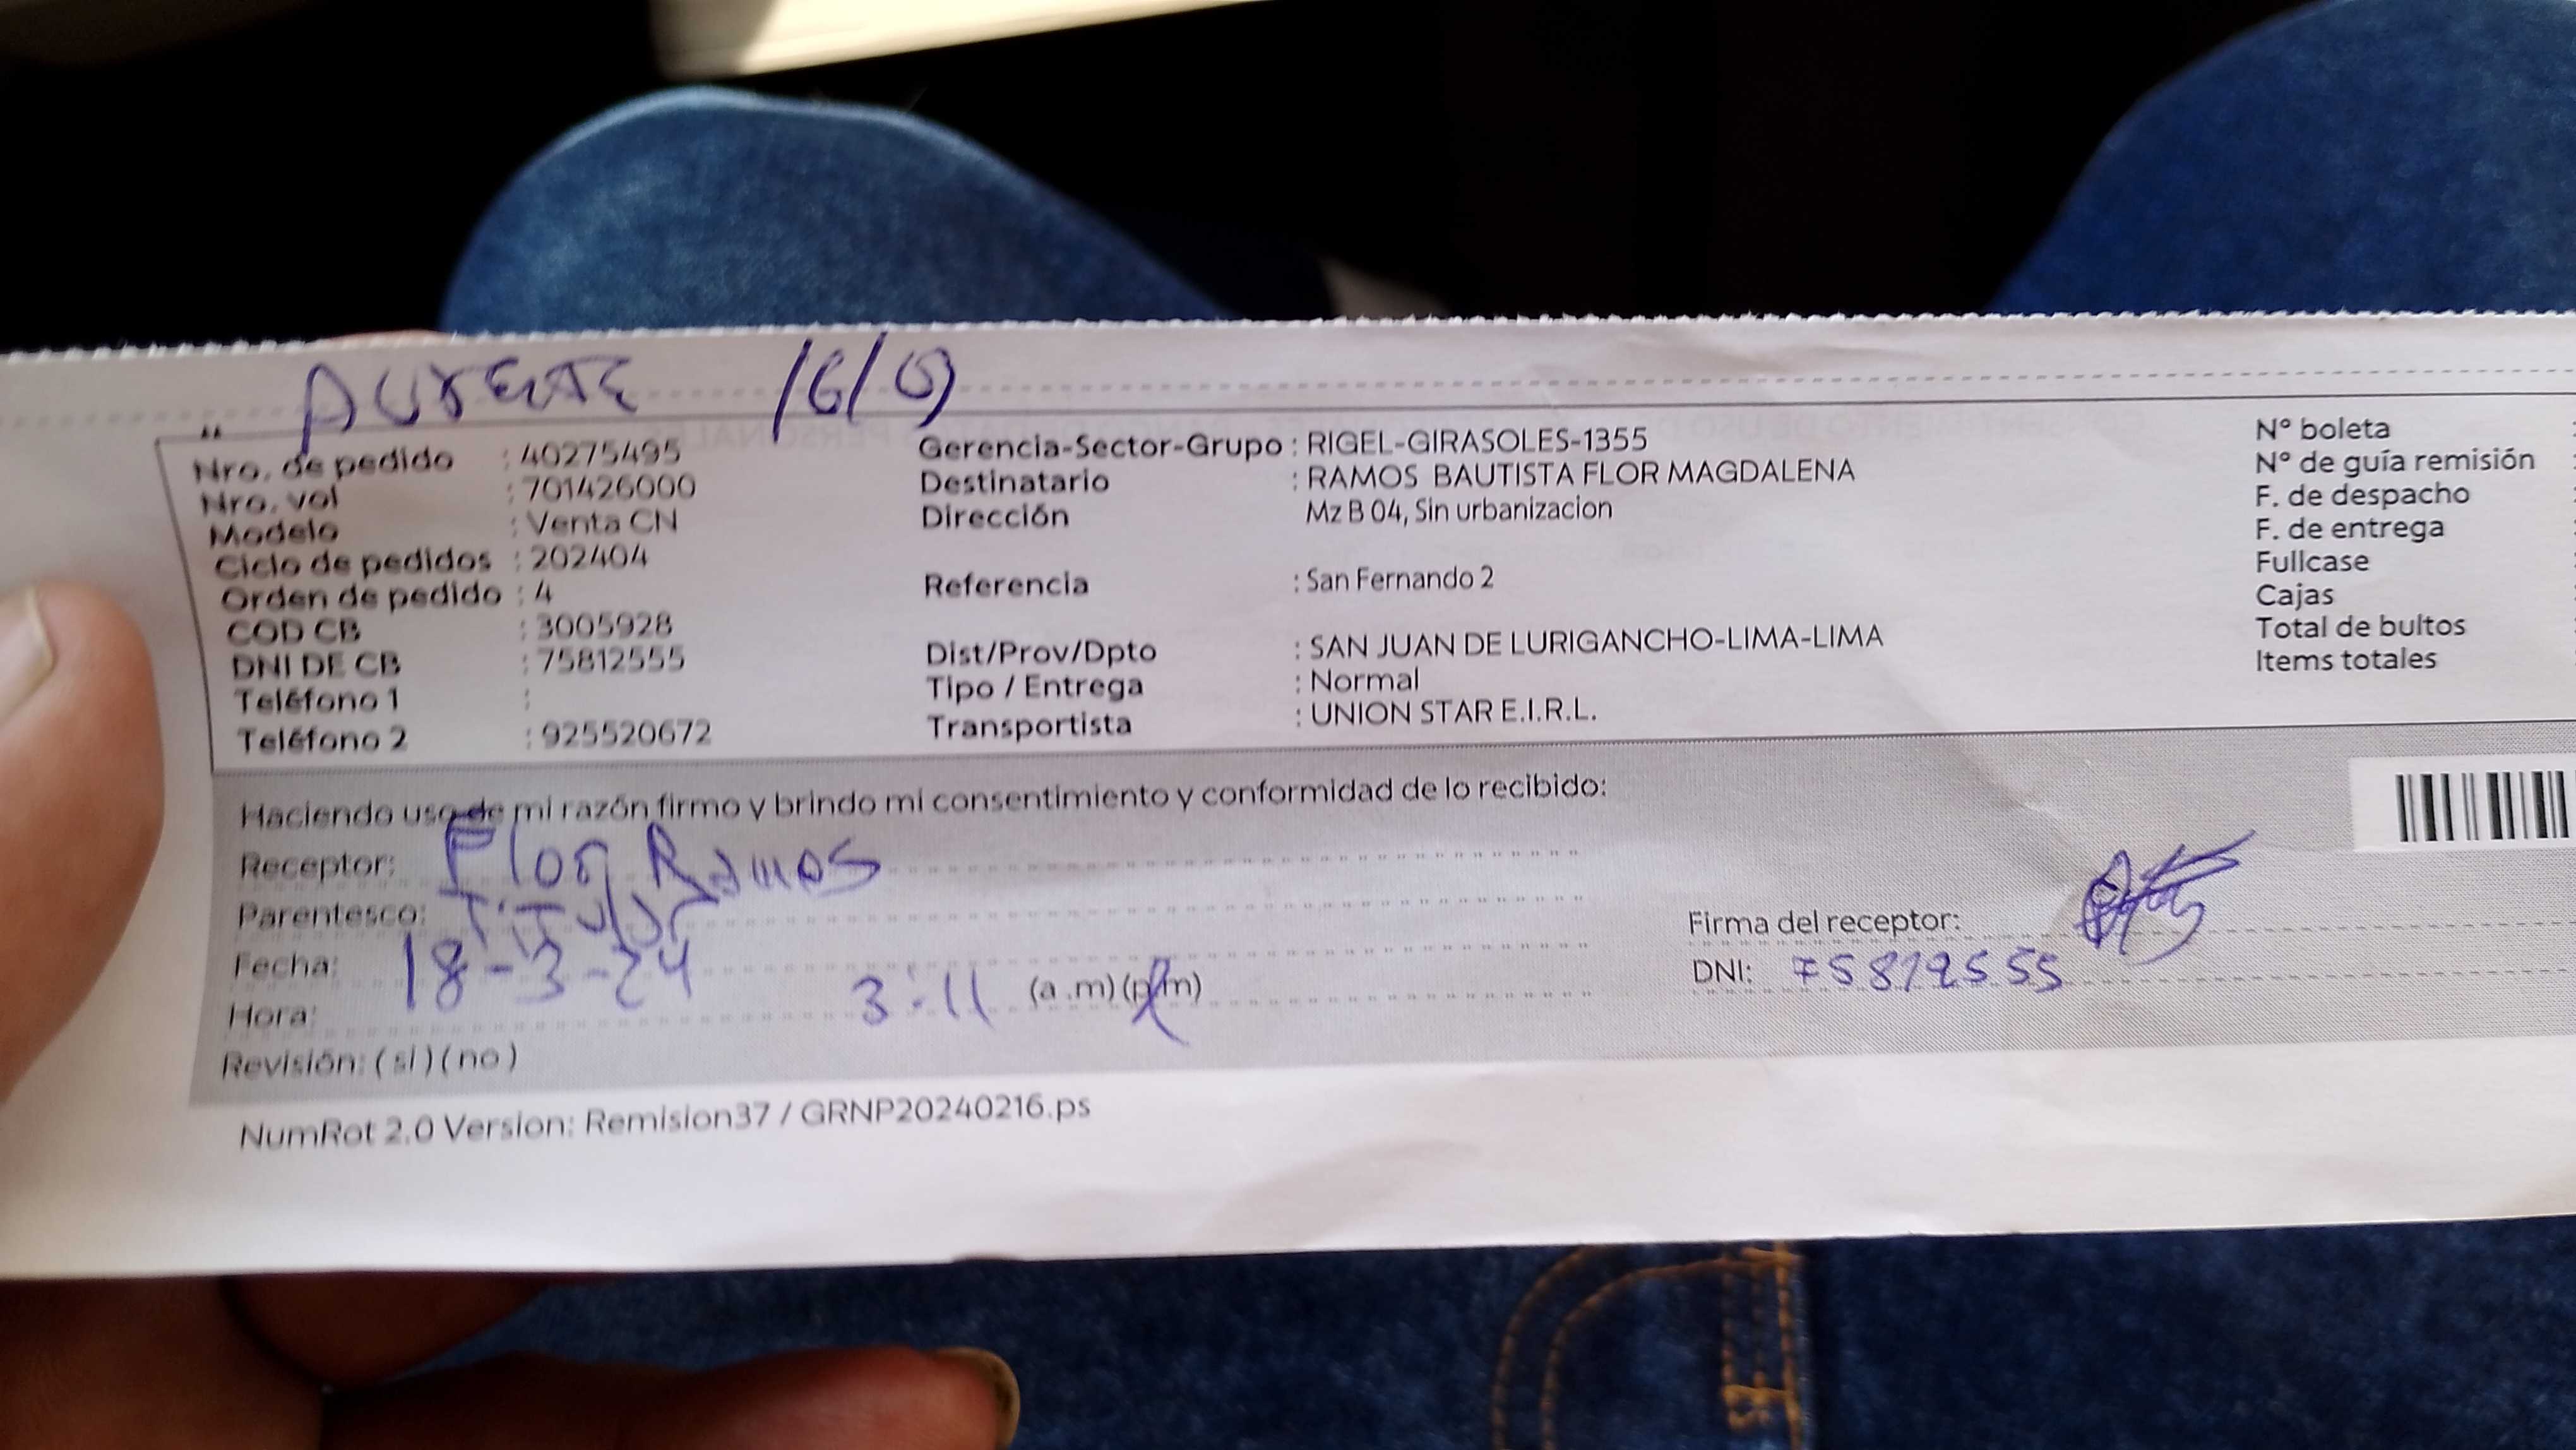 AUSENTE 16/03
Nro. de pedido : 40275495
Nro. vol : 701426000
Modelo : Venta CN
Ciclo de pedidos : 202404
Orden de pedido : 4
COD CB : 3005928
DNI DE CB : 75812555
Teléfono 1 :
Teléfono 2 : 925520672
Gerencia-Sector-Grupo : RIGEL-GIRASOLES-1355
Destinatario : RAMOS BAUTISTA FLOR MAGDALENA
Dirección Mz B 04, Sin urbanizacion
Referencia : San Fernando 2
Dist/Prov/Dpto : SAN JUAN DE LURIGANCHO-LIMA-LIMA
Tipo / Entrega : Normal
Transportista : UNION STAR E.I.R.L.
N° boleta
N° de guía remisión
F. de despacho
F. de entrega
Fullcase
Cajas
Total de bultos
Items totales
Haciendo uso de mi razón firmo y brindo mi consentimiento y conformidad de lo recibido:
Receptor: Flor Ramos
Parentesco: Titular
Fecha: 18-3-24
Hora: 3:11 (a .m) (p.m)
Revisión: ( si ) ( no )
Firma del receptor:
DNI: 75812555
NumRot 2.0 Version: Remision37 / GRNP20240216.ps